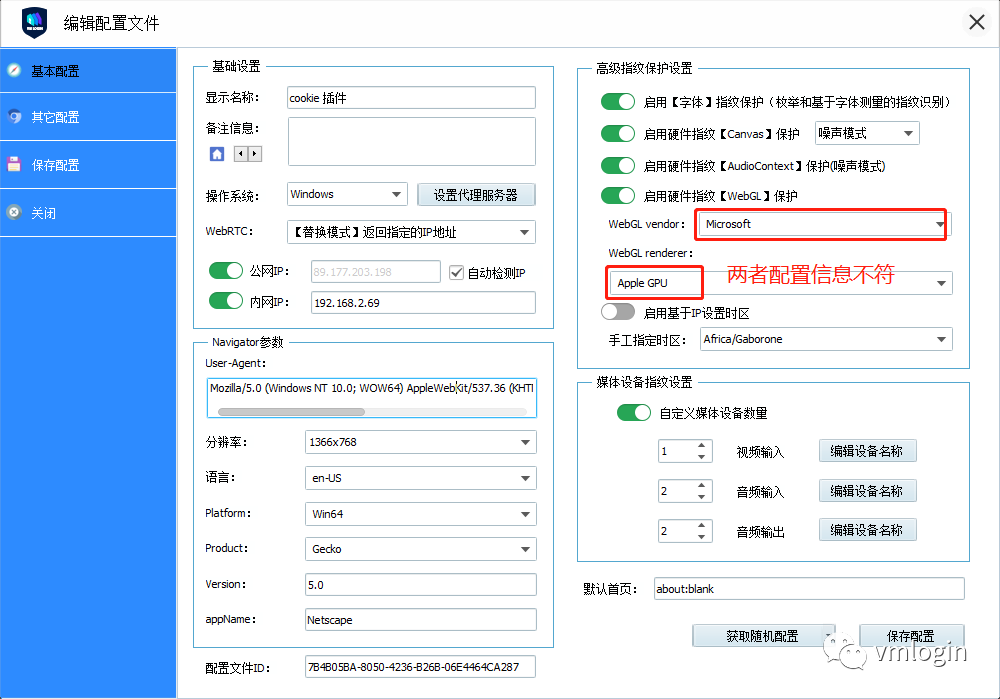 编辑配置文件
基本配置
其它配置
保存配置
关闭
基础设置
显示名称: cookie 插件
备注信息:
操作系统: Windows 设置代理服务器
WebRTC: 【替换模式】返回指定的IP地址
公网IP: 89.177.203.198 自动检测IP
内网IP: 192.168.2.69
Navigator参数
User-Agent:
Mozilla/5.0 (Windows NT 10.0; WOW64) AppleWebKit/537.36 (KHTI
分辨率: 1366x768
语言: en-US
Platform: Win64
Product: Gecko
Version: 5.0
appName: Netscape
配置文件ID: 7B4B05BA-8050-4236-B26B-06E4464CA287
高级指纹保护设置
启用【字体】指纹保护（枚举和基于字体测量的指纹识别）
启用硬件指纹【Canvas】保护 噪声模式
启用硬件指纹【AudioContext】保护(噪声模式)
启用硬件指纹【WebGL】保护
WebGL vendor: Microsoft
WebGL renderer:
Apple GPU 两者配置信息不符
启用基于IP设置时区
手工指定时区: Africa/Gaborone
媒体设备指纹设置
自定义媒体设备数量
1 视频输入 编辑设备名称
2 音频输入 编辑设备名称
2 音频输出 编辑设备名称
默认首页: about:blank
获取随机配置 保存配置
vmlogin